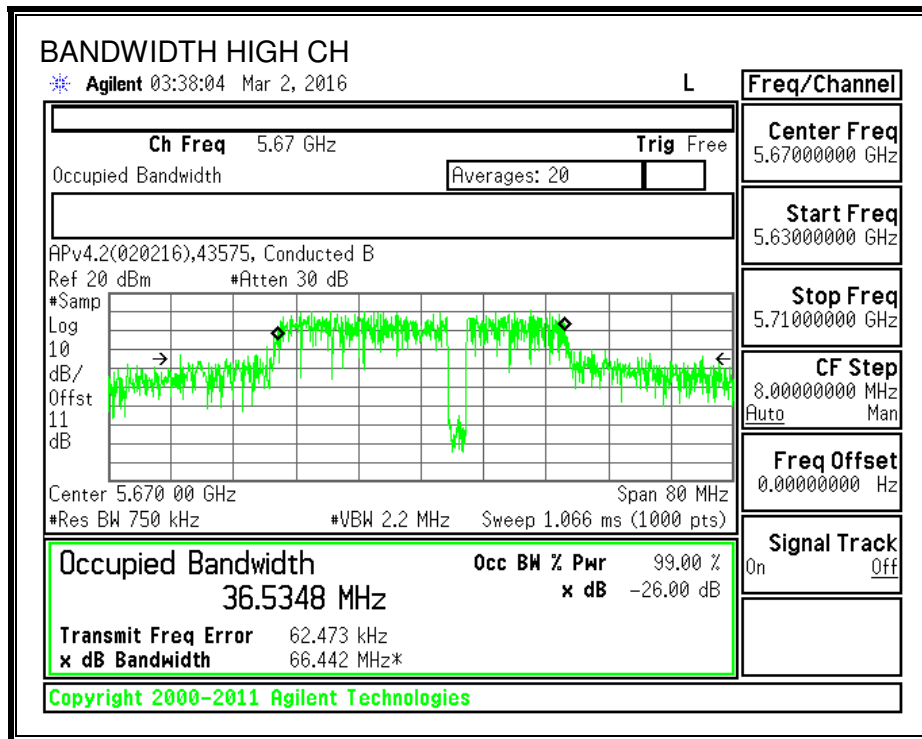 BANDWIDTH HIGH CH
Agilent 03:38:04 Mar 2, 2016 L
Freq/Channel
Ch Freq 5.67 GHz Trig Free
Occupied Bandwidth Averages: 20
APv4.2(020216),43575, Conducted B
Ref 20 dBm #Atten 30 dB
#Samp
Log
10
dB/
Offst
11
dB
Center 5.670 00 GHz Span 80 MHz
#Res BW 750 kHz #VBW 2.2 MHz Sweep 1.066 ms (1000 pts)
Occupied Bandwidth Occ BW % Pwr 99.00 %
36.5348 MHz x dB -26.00 dB
Transmit Freq Error 62.473 kHz
x dB Bandwidth 66.442 MHz*
Copyright 2000-2011 Agilent Technologies
Center Freq
5.67000000 GHz
Start Freq
5.63000000 GHz
Stop Freq
5.71000000 GHz
CF Step
8.00000000 MHz
Auto Man
Freq Offset
0.00000000 Hz
Signal Track
On Off